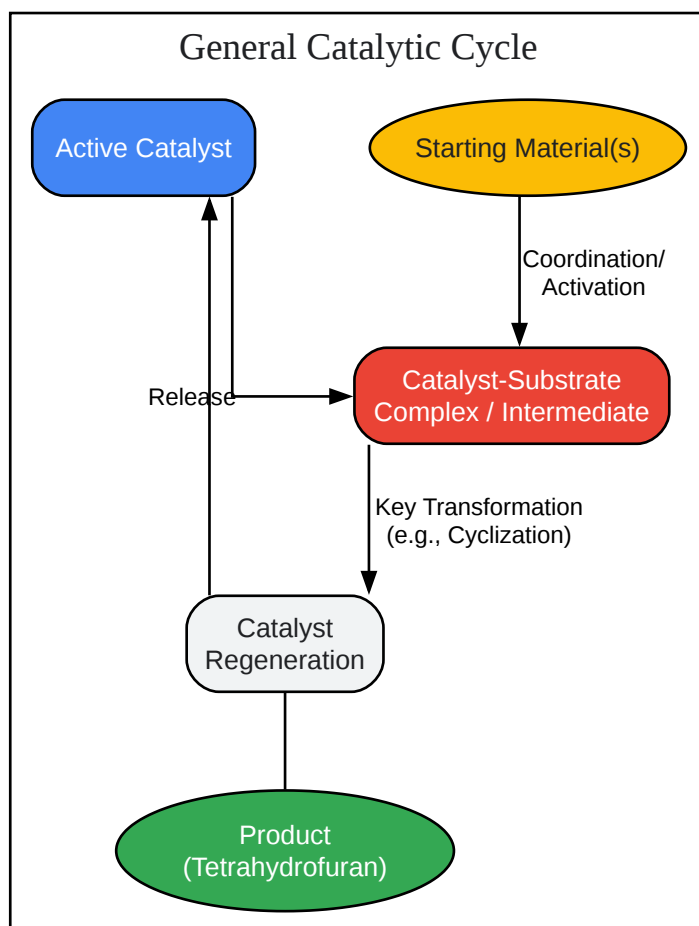 General Catalytic Cycle
Active Catalyst
Starting Material(s)
Coordination/
Activation
Catalyst-Substrate
Complex / Intermediate
Release
Key Transformation
(e.g., Cyclization)
Catalyst
Regeneration
Product
(Tetrahydrofuran)